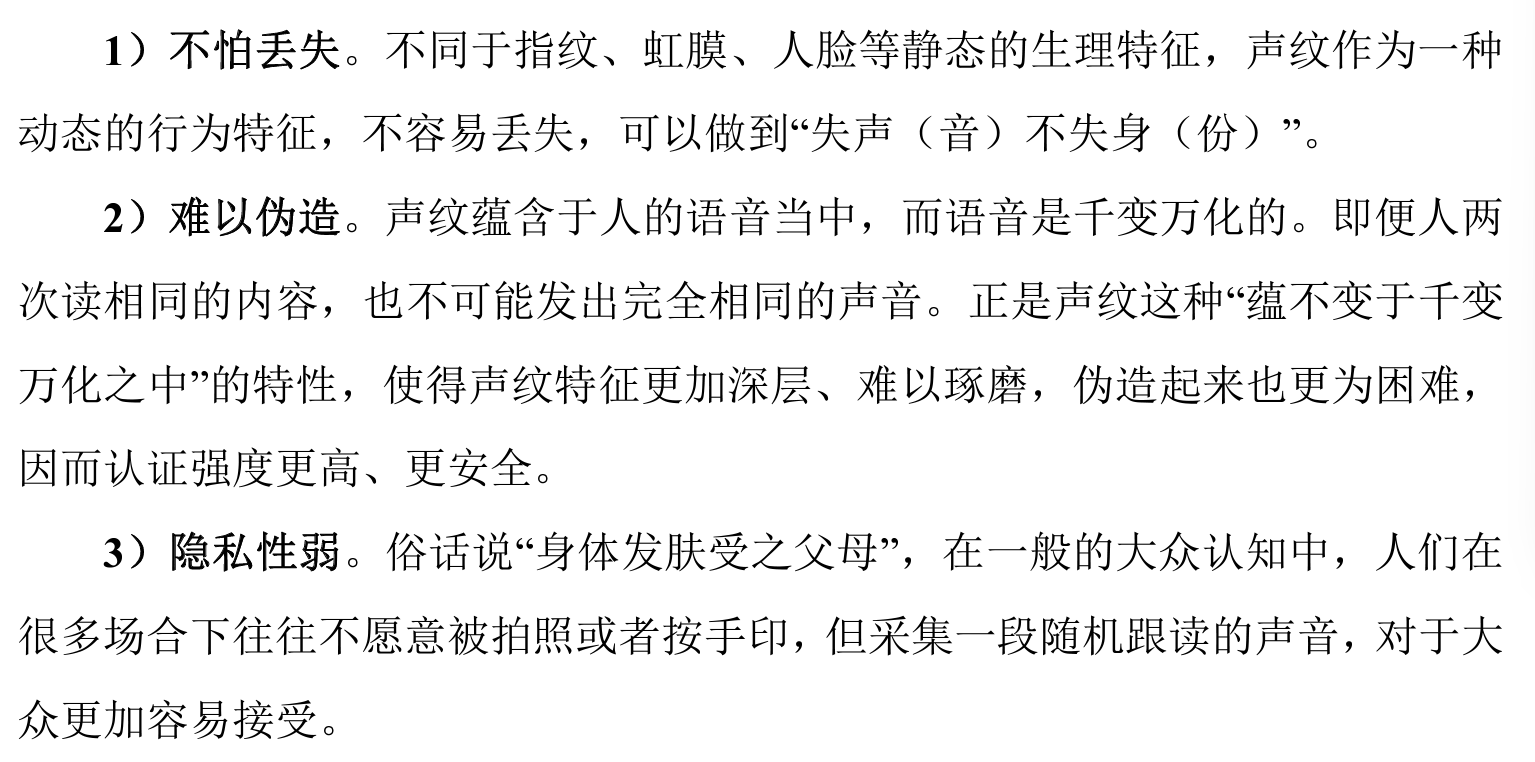 1）不怕丢失。不同于指纹、虹膜、人脸等静态的生理特征，声纹作为一种
动态的行为特征，不容易丢失，可以做到“失声（音）不失身（份）”。
2）难以伪造。声纹蕴含于人的语音当中，而语音是千变万化的。即便人两
次读相同的内容，也不可能发出完全相同的声音。正是声纹这种“蕴不变于千变
万化之中”的特性，使得声纹特征更加深层、难以琢磨，伪造起来也更为困难，
因而认证强度更高、更安全。
3）隐私性弱。俗话说“身体发肤受之父母”，在一般的大众认知中，人们在
很多场合下往往不愿意被拍照或者按手印，但采集一段随机跟读的声音，对于大
众更加容易接受。